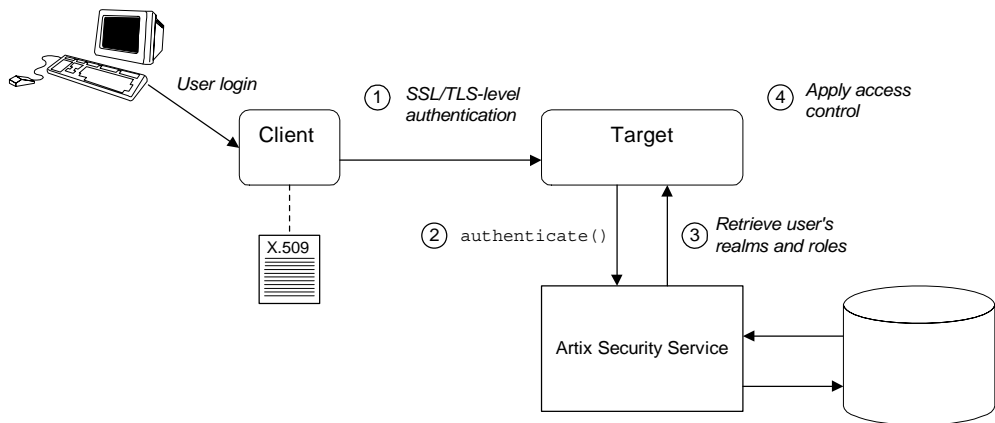 User login
Client
X.509
1 SSL/TLS-level
authentication
Target
4 Apply access
control
2 authenticate()
3 Retrieve user's
realms and roles
Artix Security Service